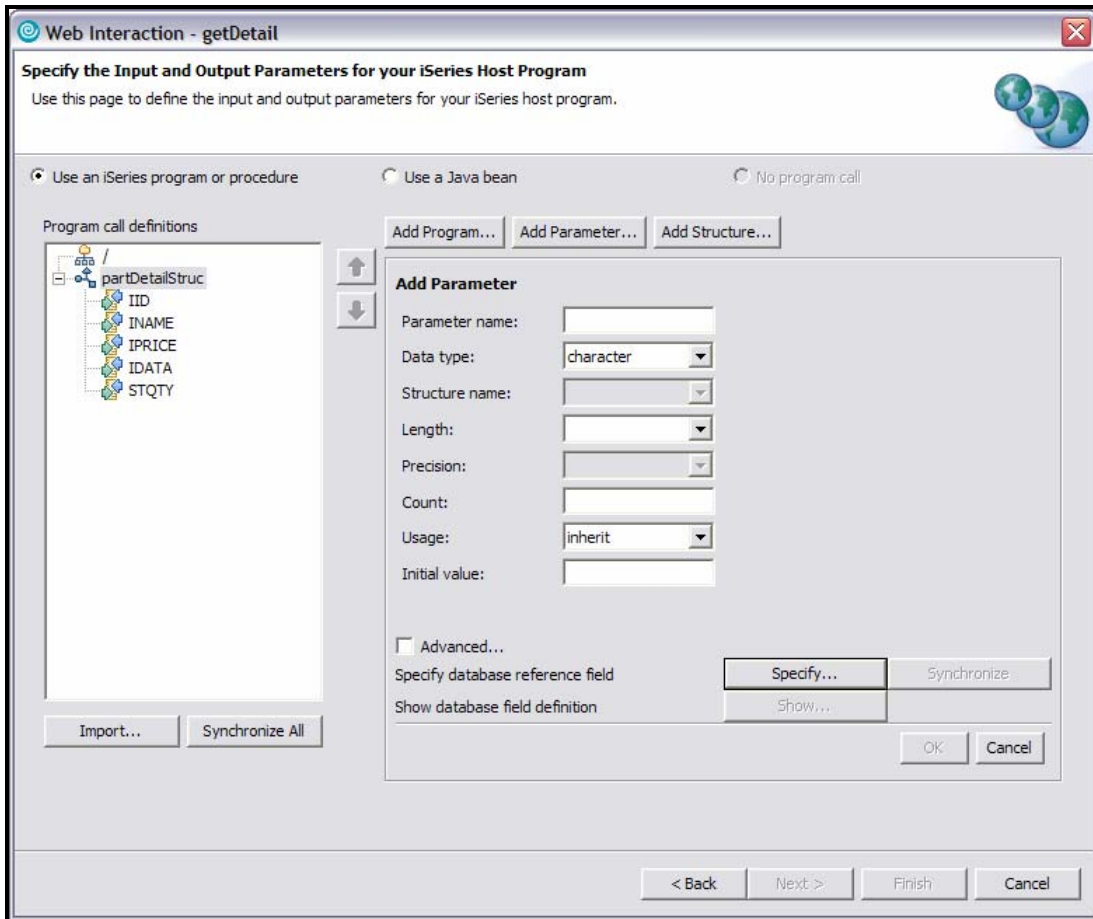 Web Interaction - getDetail
Specify the Input and Output Parameters for your iSeries Host Program
Use this page to define the input and output parameters for your iSeries host program.
Use an iSeries program or procedure
Use a Java bean
No program call
Program call definitions
/
partDetailStruc
IID
INAME
IPRICE
IDATA
STQTY
Import...
Synchronize All
Add Program...
Add Parameter...
Add Structure...
Add Parameter
Parameter name:
Data type:
character
Structure name:
Length:
Precision:
Count:
Usage:
inherit
Initial value:
Advanced...
Specify database reference field
Specify...
Synchronize
Show database field definition
Show...
OK
Cancel
< Back
Next >
Finish
Cancel